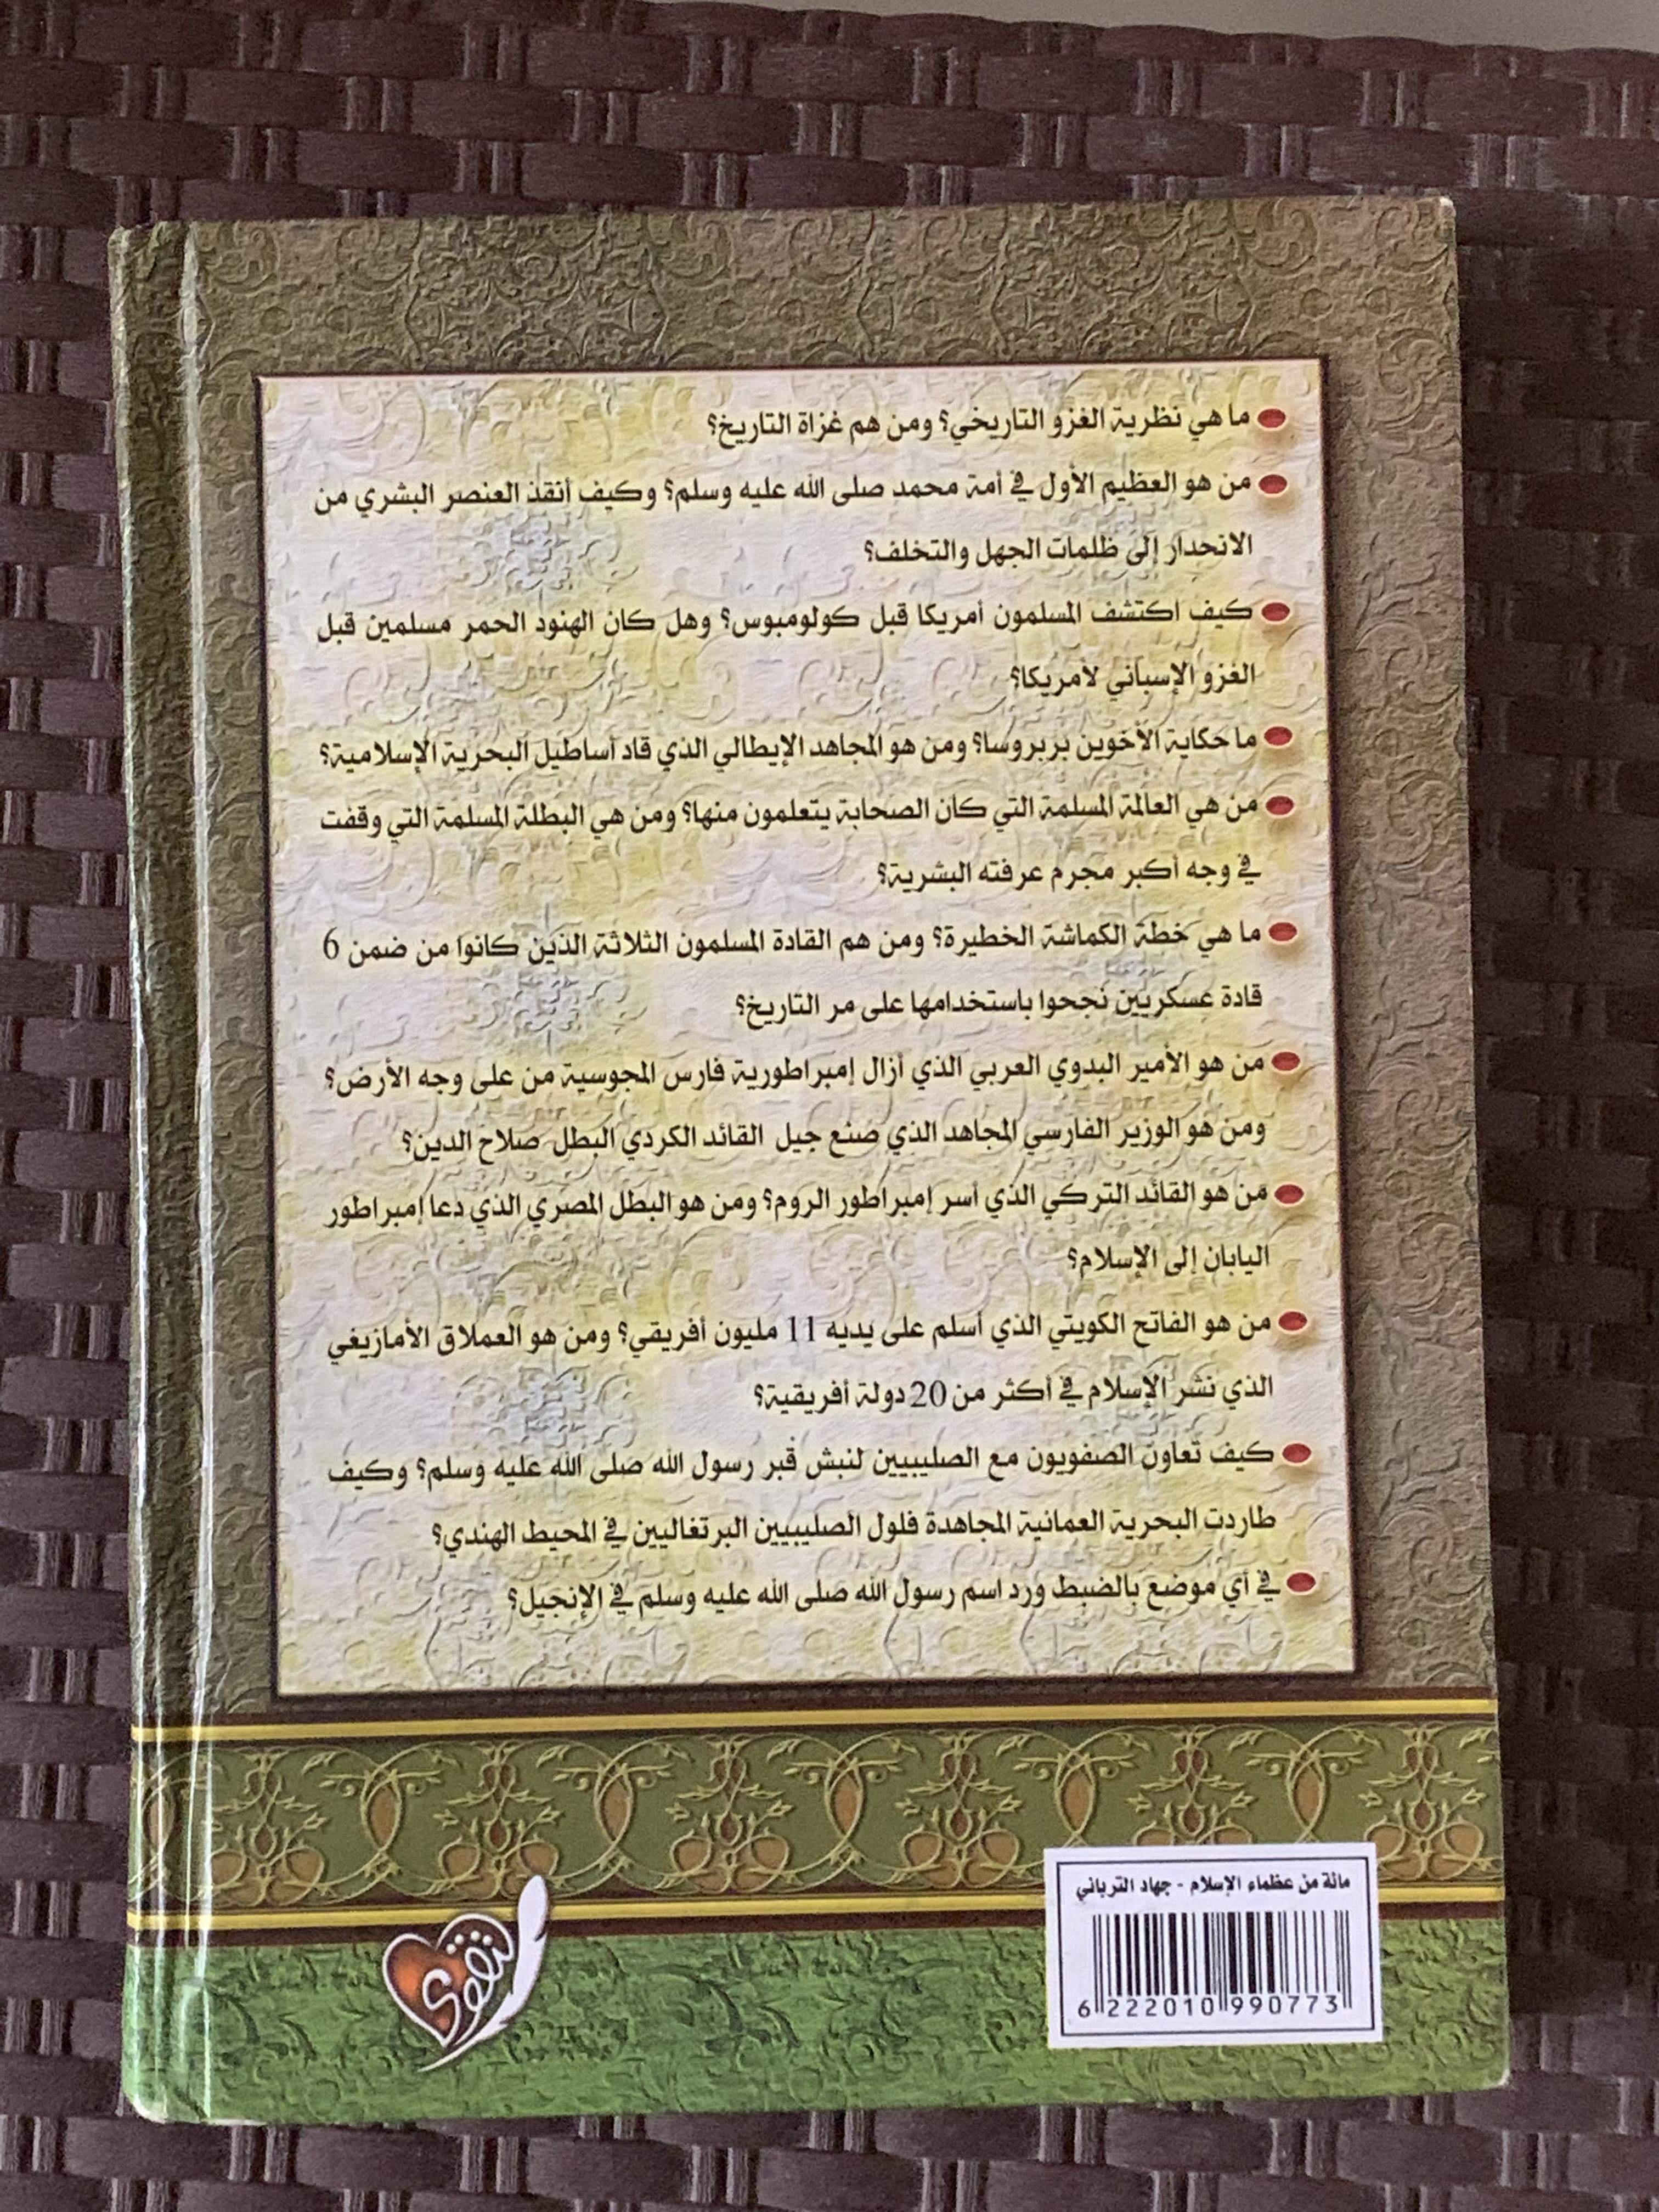 ما هي نظرية الغزو التاريخي؟ ومن هم غزاة التاريخ؟
من هو العظيم الأول في أمة محمد صلى الله عليه وسلم؟ وكيف أنقذ العنصر البشري من
الانحدار إلى ظلمات الجهل والتخلف؟
كيف اكتشف المسلمون أمريكا قبل كولومبوس؟ وهل كان الهنود الحمر مسلمين قبل
الغزو الإسباني لأمريكا؟
ما حكاية الأخوين بربروسا؟ ومن هو المجاهد الإيطالي الذي قاد أساطيل البحرية الإسلامية؟
من هي العالمة المسلمة التي كان الصحابة يتعلمون منها؟ ومن هي البطلة المسلمة التي وقفت
في وجه أكبر مجرم عرفته البشرية؟
ما هي خطة الكماشة الخطيرة؟ ومن هم القادة المسلمون الثلاثة الذين كانوا من ضمن 6
قادة عسكريين نجحوا باستخدامها على مر التاريخ؟
من هو الأمير البدوي العربي الذي أزال إمبراطورية فارس المجوسية من على وجه الأرض؟
ومن هو الوزير الفارسي المجاهد الذي صنع جيل القائد الكردي البطل صلاح الدين؟
من هو القائد التركي الذي أسر إمبراطور الروم؟ ومن هو البطل المصري الذي دعا إمبراطور
اليابان إلى الإسلام؟
من هو الفاتح الكويتي الذي أسلم على يديه 11 مليون أفريقي؟ ومن هو العملاق الأمازيغي
الذي نشر الإسلام في أكثر من 20 دولة أفريقية؟
كيف تعاون الصفويون مع الصليبيين لنبش قبر رسول الله صلى الله عليه وسلم؟ وكيف
طاردت البحرية العمانية المجاهدة فلول الصليبيين البرتغاليين في المحيط الهندي؟
في أي موضع بالضبط ورد اسم رسول الله صلى الله عليه وسلم في الإنجيل؟
مائة من عظماء الإسلام - جهاد الترباني
6 222010 990773